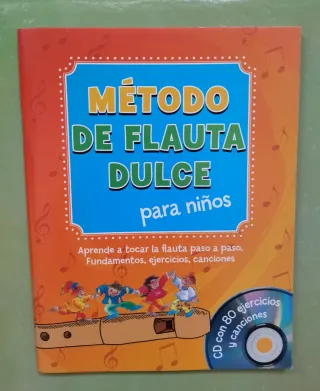 MÉTODO
DE FLAUTA
DULCE
para niños
Aprende a tocar la flauta paso a paso.
Fundamentos, ejercicios, canciones
CD con 80 ejercicios
y canciones